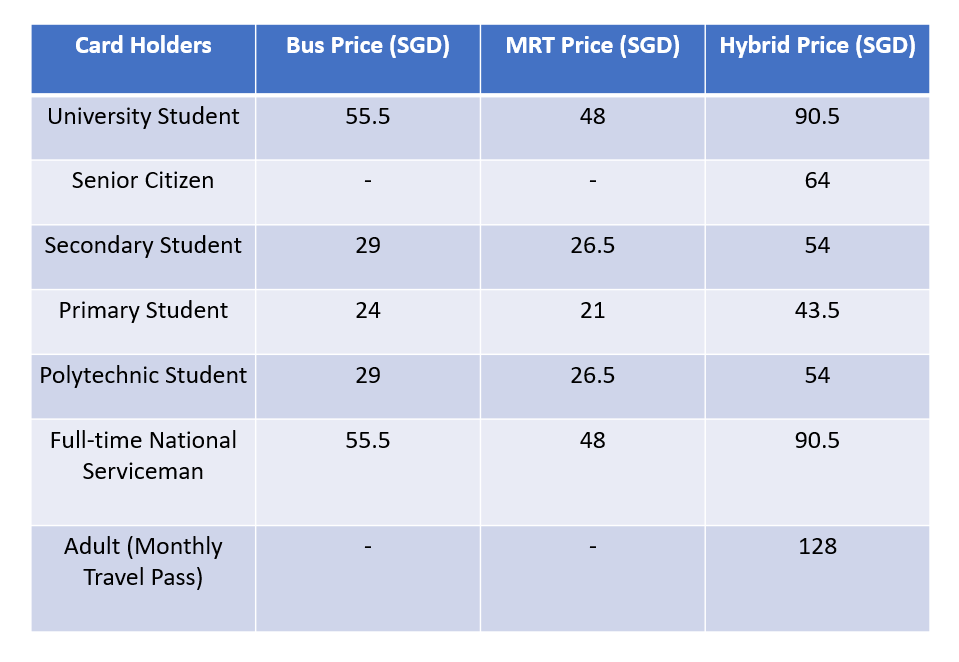 Card Holders Bus Price (SGD) MRT Price (SGD) Hybrid Price (SGD)
University Student 55.5 48 90.5
Senior Citizen - - 64
Secondary Student 29 26.5 54
Primary Student 24 21 43.5
Polytechnic Student 29 26.5 54
Full-time National 55.5 48 90.5
Serviceman
Adult (Monthly - - 128
Travel Pass)